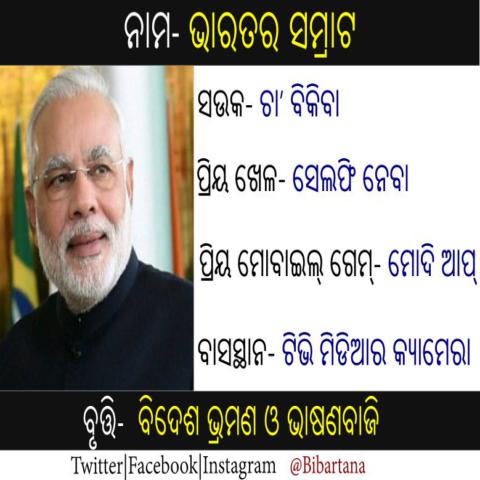 ନାମ- ଭାରତର ସମ୍ରାଟ
ସଉକ- ଚା' ବିକିବା
ପ୍ରିୟ ଖେଳ- ସେଲଫି ନେବା
ପ୍ରିୟ ମୋବାଇଲ୍ ଗେମ୍- ମୋଦି ଆପ୍
ବାସସ୍ଥାନ- ଟିଭି ମିଡିଆର କ୍ୟାମେରା
ବୃତ୍ତି- ବିଦେଶ ଭ୍ରମଣ ଓ ଭାଷଣବାଜି
Twitter|Facebook|Instagram @Bibartana